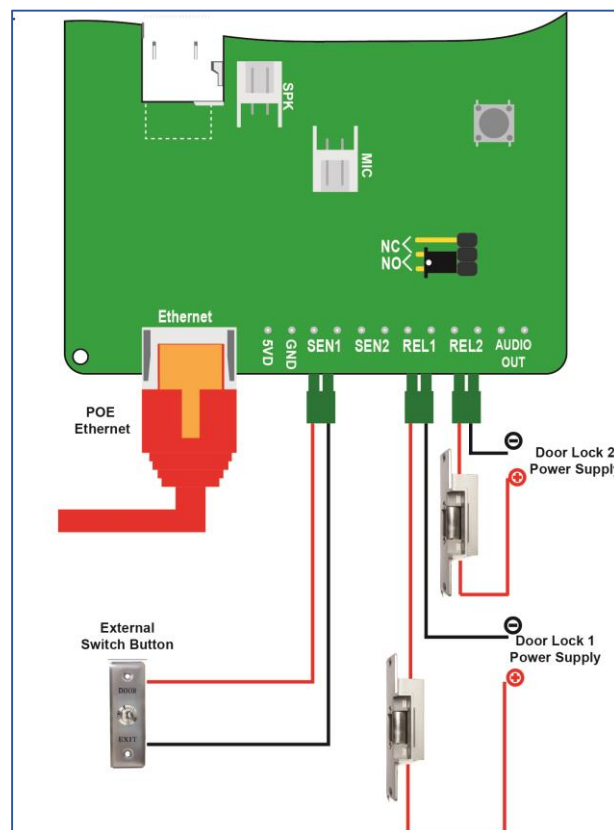 SPK
MIC
NC
NO
Ethernet
5VD
GND
SEN1
SEN2
REL1
REL2
AUDIO
OUT
POE
Ethernet
Door Lock 2
Power Supply
External
Switch Button
Door Lock 1
Power Supply
DOOR
EXIT